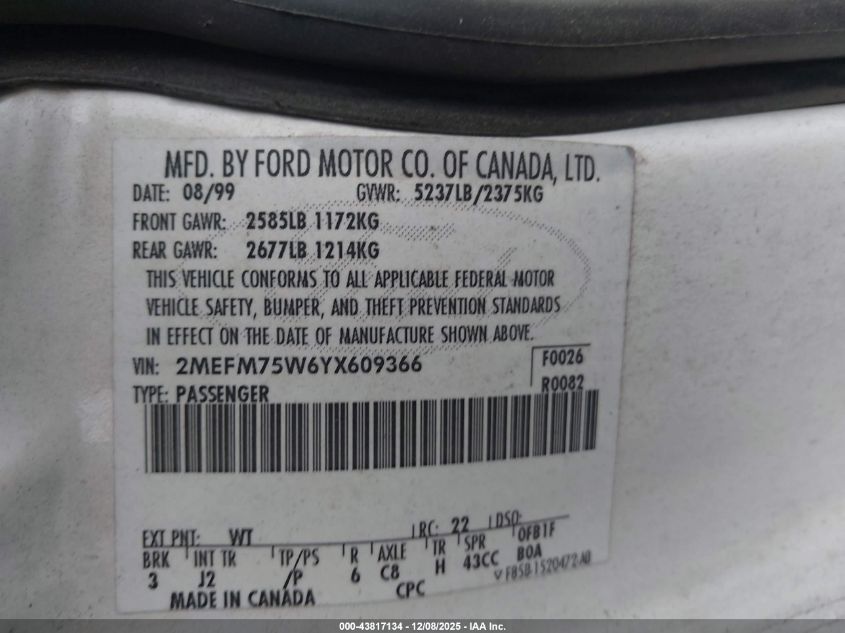 MFD. BY FORD MOTOR CO. OF CANADA, LTD.
DATE: 08/99 GVWR: 5237LB/2375KG
FRONT GAWR: 2585LB 1172KG
REAR GAWR: 2677LB 1214KG
THIS VEHICLE CONFORMS TO ALL APPLICABLE FEDERAL MOTOR
VEHICLE SAFETY, BUMPER, AND THEFT PREVENTION STANDARDS
IN EFFECT ON THE DATE OF MANUFACTURE SHOWN ABOVE.
VIN: 2MEFM75W6YX609366 F0026
TYPE: PASSENGER R0082
EXT PNT: WT RC: 22 DSO:
BRK INT TR TP/PS R AXLE TR SPR OFB1F
3 J2 /P 6 C8 H 43CC BOA
CPC
MADE IN CANADA
000-43817134 - 12/08/2025 - IAA Inc.